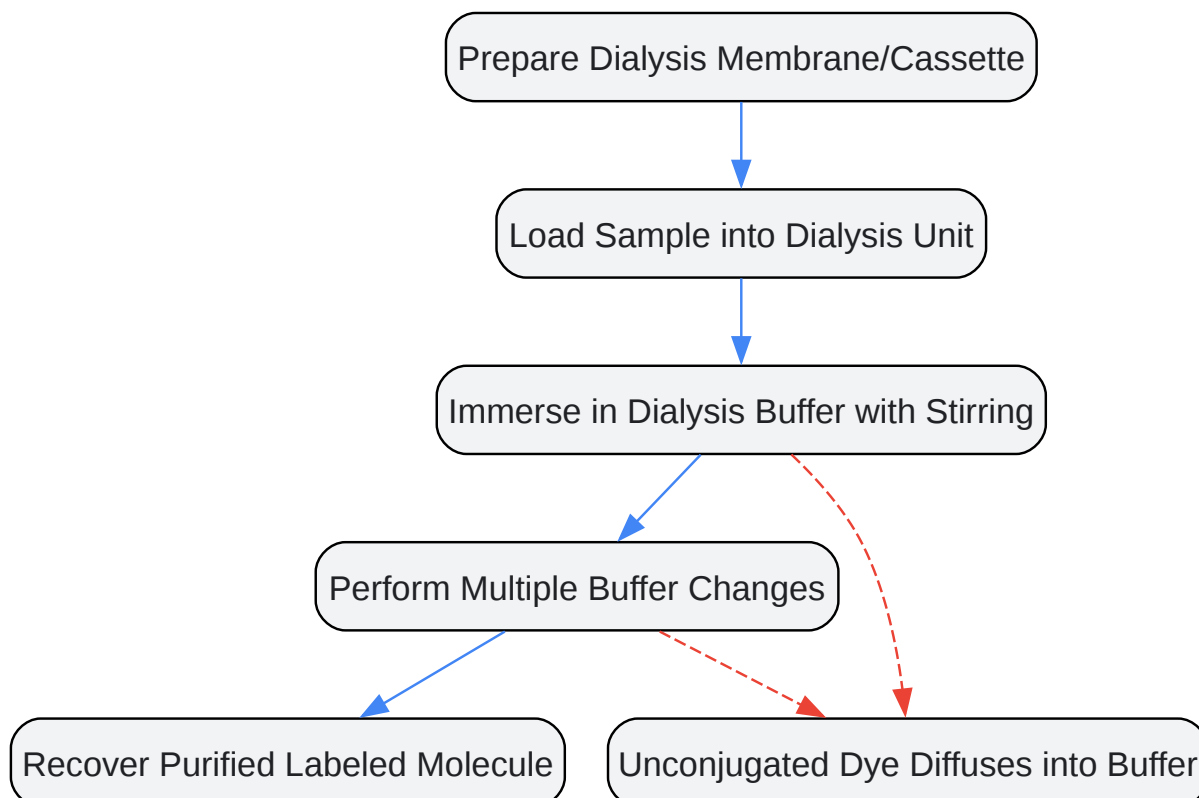 Prepare Dialysis Membrane/Cassette
Load Sample into Dialysis Unit
Immerse in Dialysis Buffer with Stirring
Perform Multiple Buffer Changes
Recover Purified Labeled Molecule
Unconjugated Dye Diffuses into Buffer